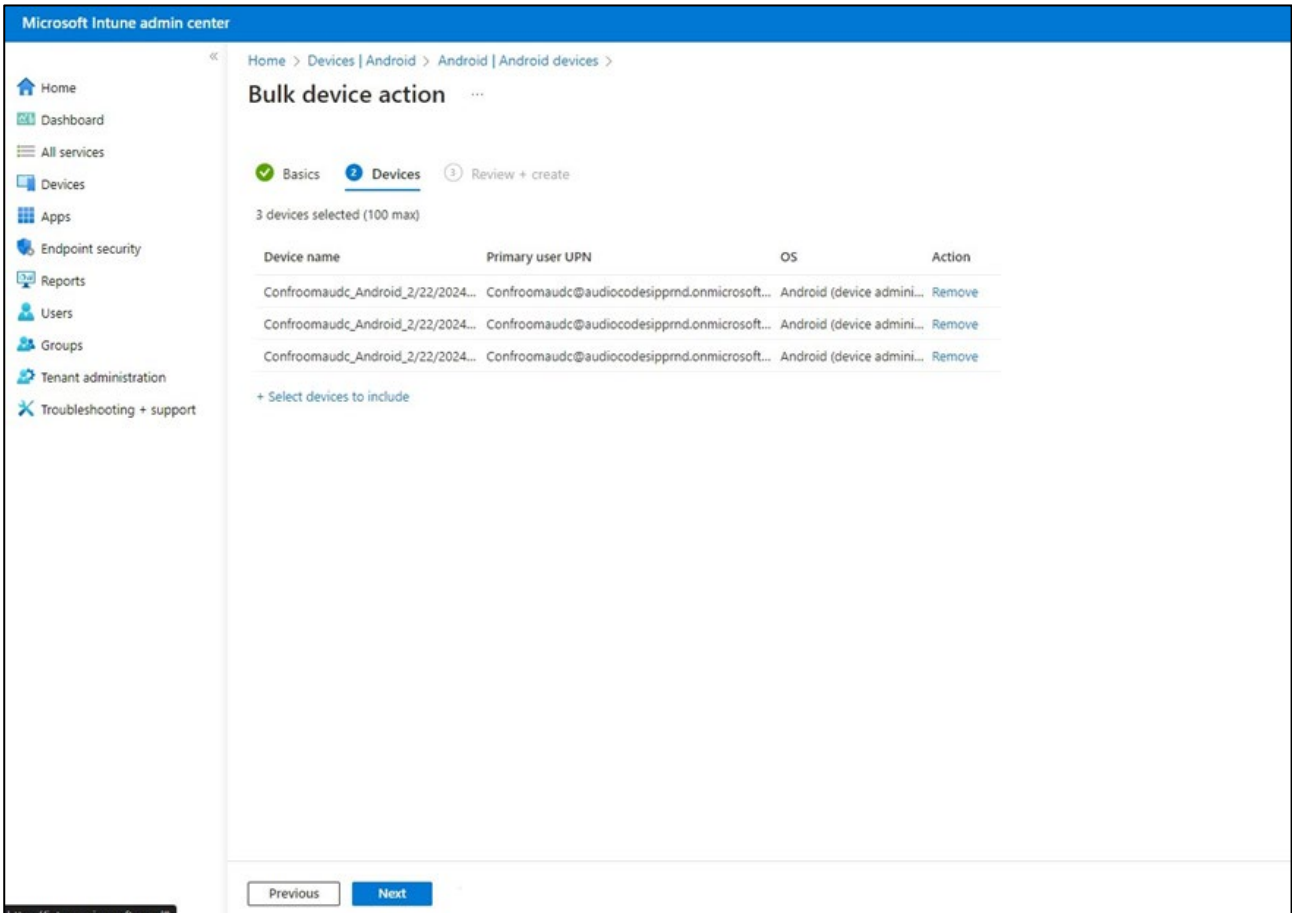 Microsoft Intune admin center
«
Home > Devices | Android > Android | Android devices >
Bulk device action ...
Home
Dashboard
All services
Devices
Apps
Endpoint security
Reports
Users
Groups
Tenant administration
Troubleshooting + support
Basics 2 Devices 3 Review + create
3 devices selected (100 max)
Device name Primary user UPN OS Action
Confroomaudc_Android_2/22/2024... Confroomaudc@audiocodesipprnd.onmicrosoft... Android (device admini... Remove
Confroomaudc_Android_2/22/2024... Confroomaudc@audiocodesipprnd.onmicrosoft... Android (device admini... Remove
Confroomaudc_Android_2/22/2024... Confroomaudc@audiocodesipprnd.onmicrosoft... Android (device admini... Remove
+ Select devices to include
Previous Next